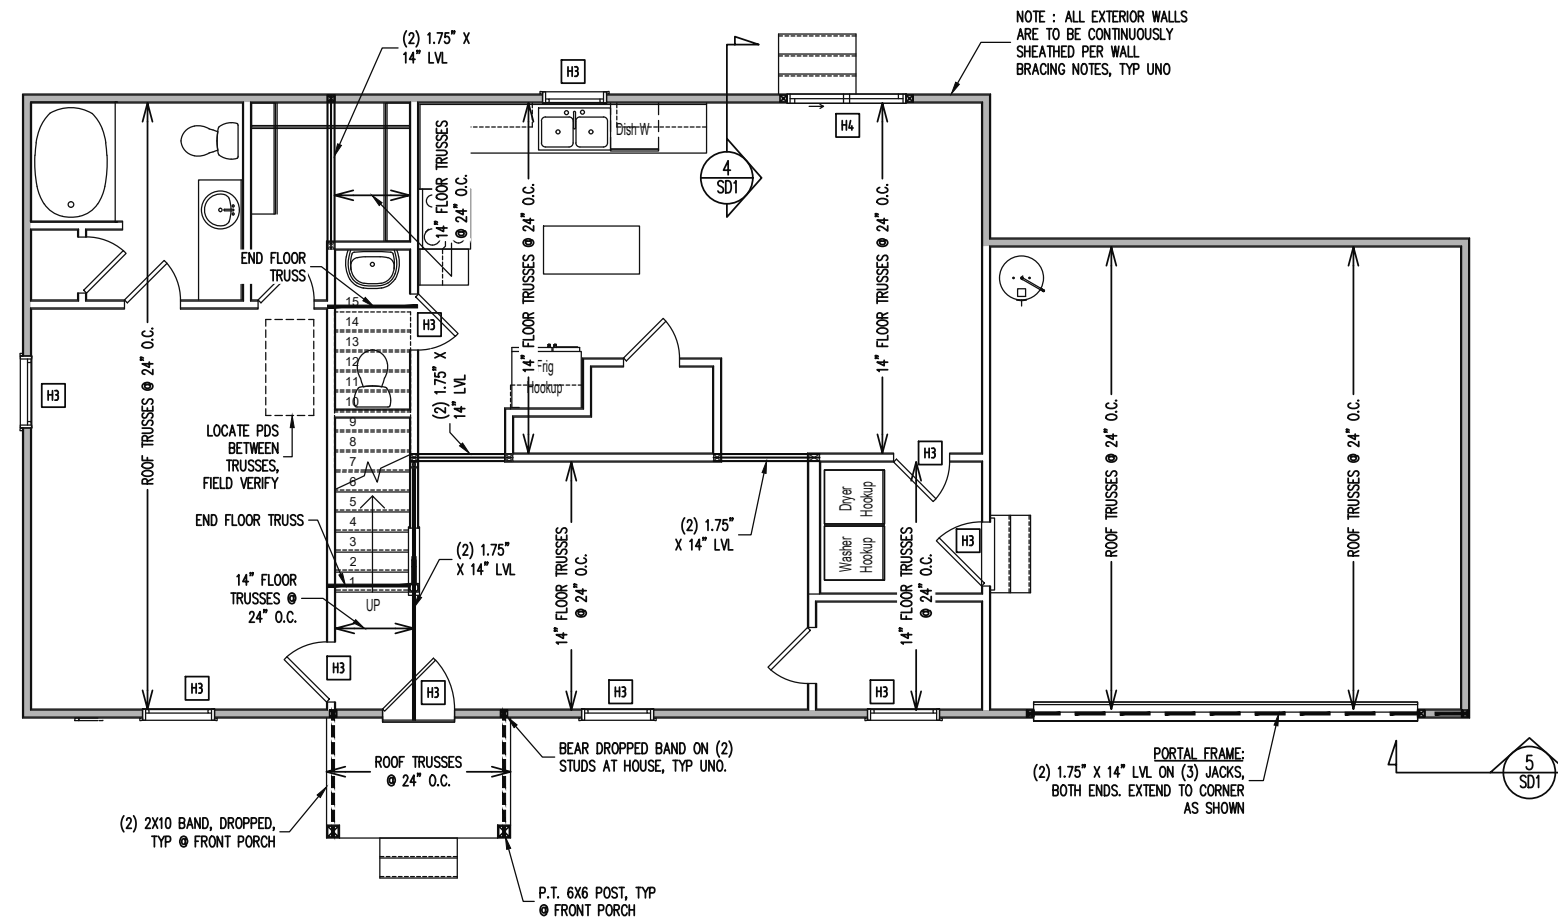 NOTE : ALL EXTERIOR WALLS
ARE TO BE CONTINUOUSLY
SHEATHED PER WALL
BRACING NOTES, TYP UNO
(2) 1.75" X
14" LVL
H3
H4
Dish W
4
SD1
14" FLOOR TRUSSES
@ 24" O.C.
14" FLOOR TRUSSES @ 24" O.C.
14" FLOOR TRUSSES @ 24" O.C.
END FLOOR
TRUSS
H3
ROOF TRUSSES @ 24" O.C.
H3
Frig
Hookup
(2) 1.75" X
14" LVL
LOCATE PDS
BETWEEN
TRUSSES,
FIELD VERIFY
15
14
13
12
11
10
9
8
7
6
5
4
3
2
1
UP
ROOF TRUSSES @ 24" O.C.
ROOF TRUSSES @ 24" O.C.
H3
Dryer
Hookup
Washer
Hookup
H3
END FLOOR TRUSS
(2) 1.75"
X 14" LVL
(2) 1.75"
X 14" LVL
14" FLOOR
TRUSSES @
24" O.C.
14" FLOOR TRUSSES
@ 24" O.C.
14" FLOOR TRUSSES
@ 24" O.C.
H3
H3
H3
H3
H3
ROOF TRUSSES
@ 24" O.C.
BEAR DROPPED BAND ON (2)
STUDS AT HOUSE, TYP UNO.
PORTAL FRAME:
(2) 1.75" X 14" LVL ON (3) JACKS,
BOTH ENDS. EXTEND TO CORNER
AS SHOWN
5
SD1
(2) 2X10 BAND, DROPPED,
TYP @ FRONT PORCH
P.T. 6X6 POST, TYP
@ FRONT PORCH